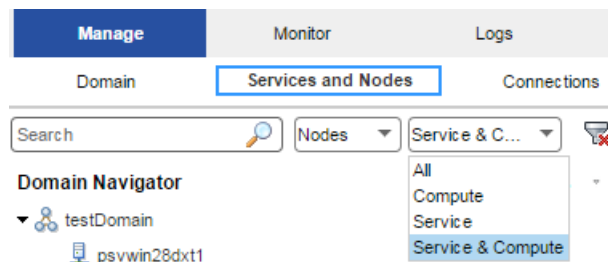 Manage Monitor Logs
Domain Services and Nodes Connections
Search Nodes Service & C...
Domain Navigator All
Compute
testDomain Service
Service & Compute
psvwin28dxt1